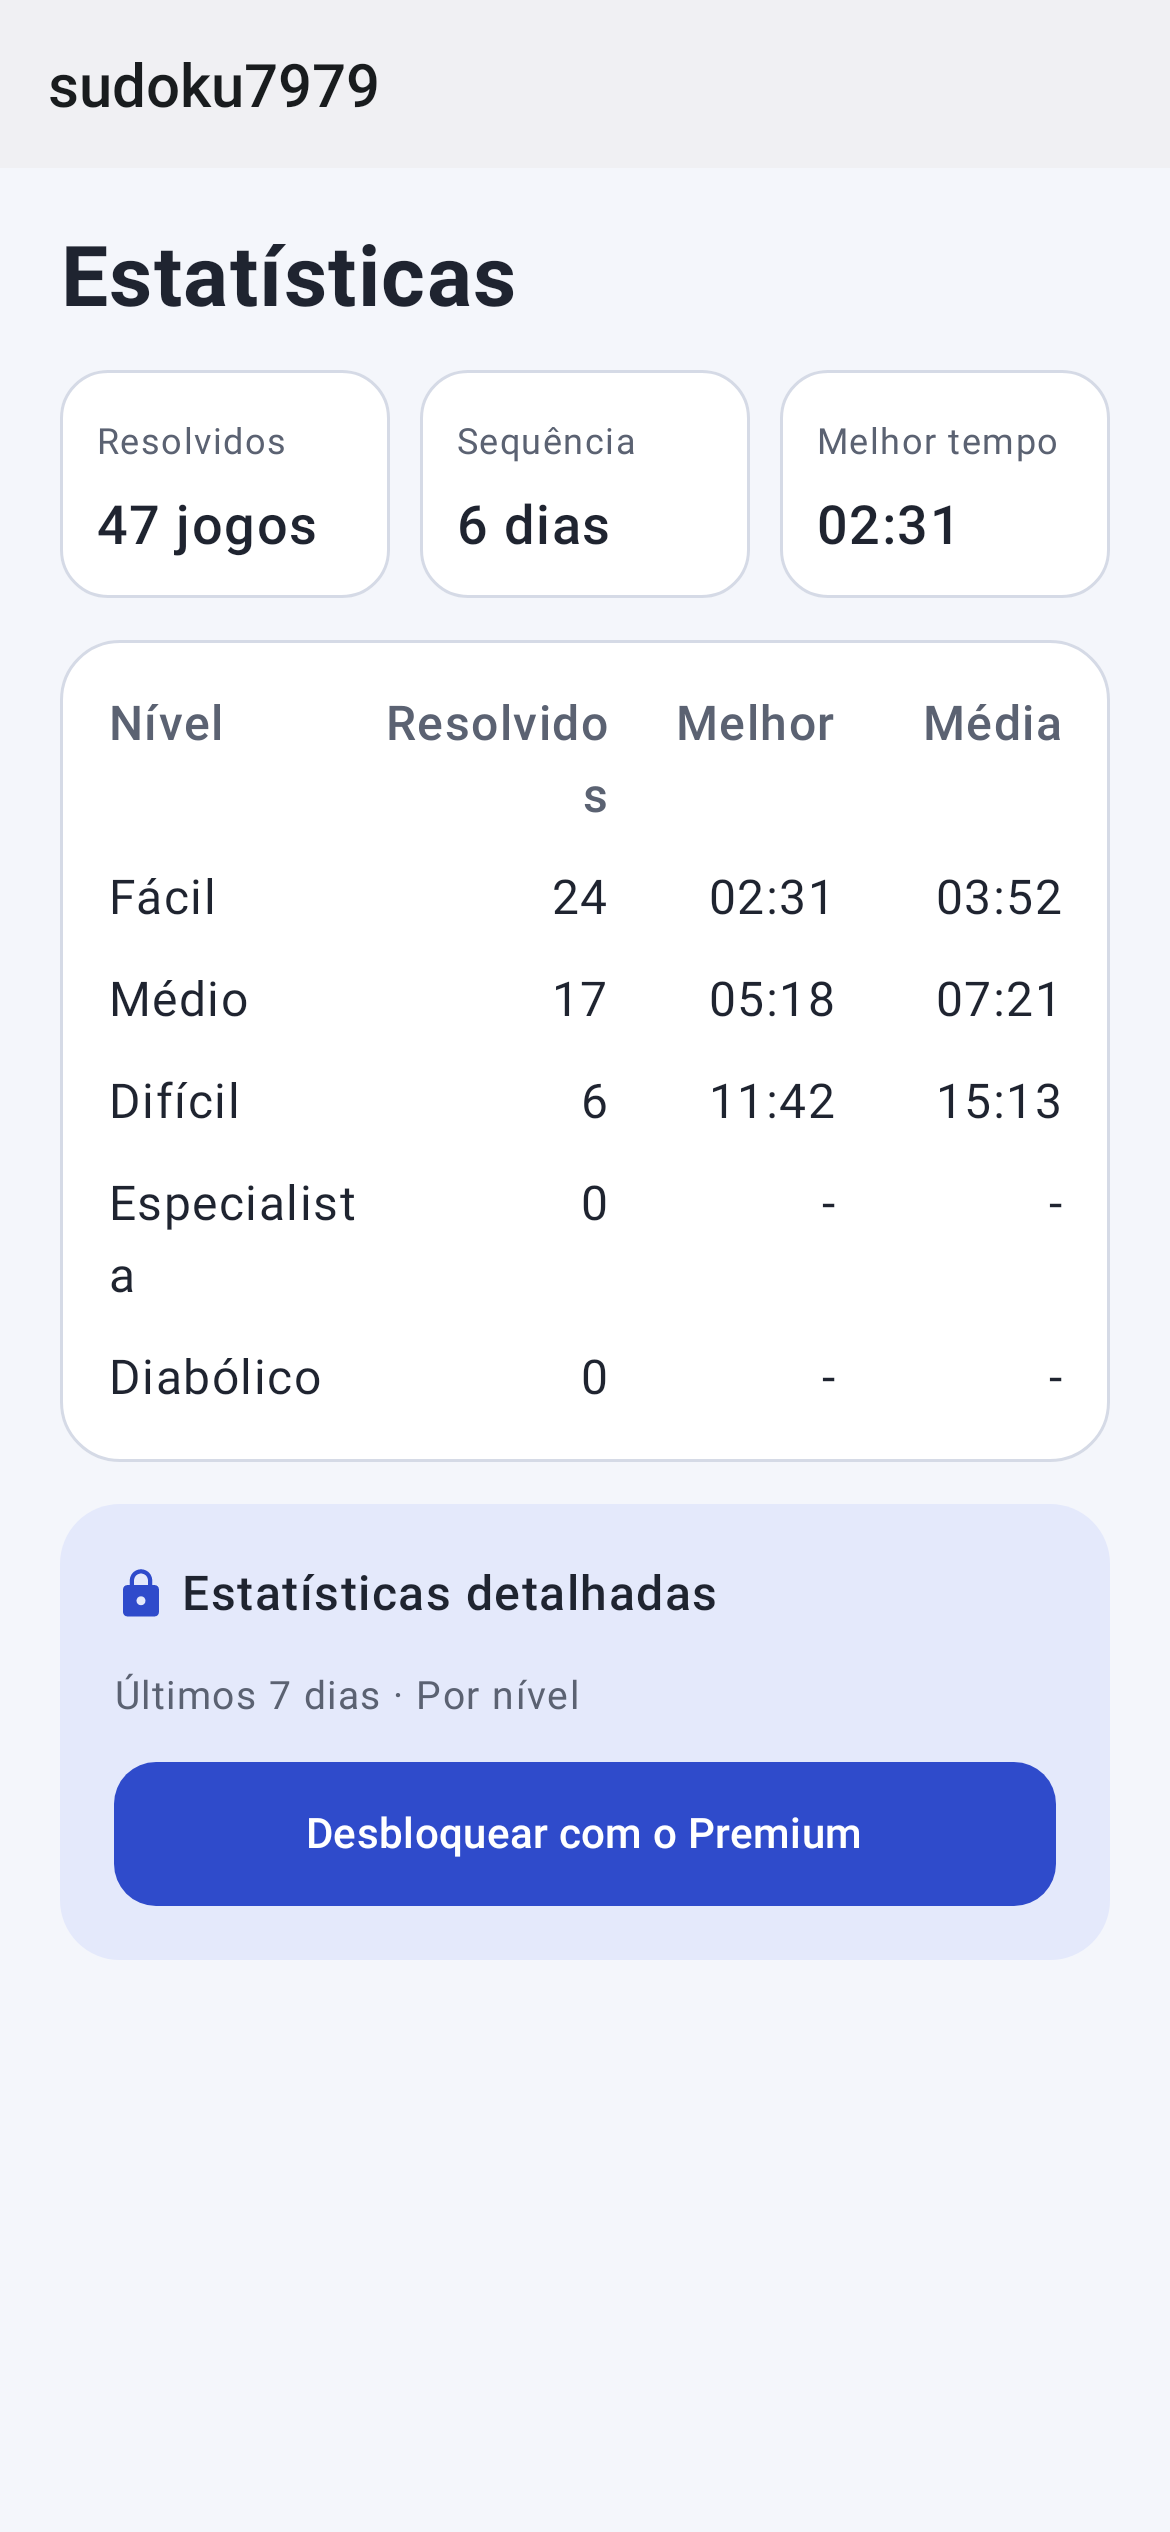 sudoku7979
Estatísticas
Resolvidos
47 jogos
Sequência
6 dias
Melhor tempo
02:31
Nível Resolvido Melhor Média
s
Fácil 24 02:31 03:52
Médio 17 05:18 07:21
Difícil 6 11:42 15:13
Especialist 0 - -
a
Diabólico 0 - -
Estatísticas detalhadas
Últimos 7 dias · Por nível
Desbloquear com o Premium